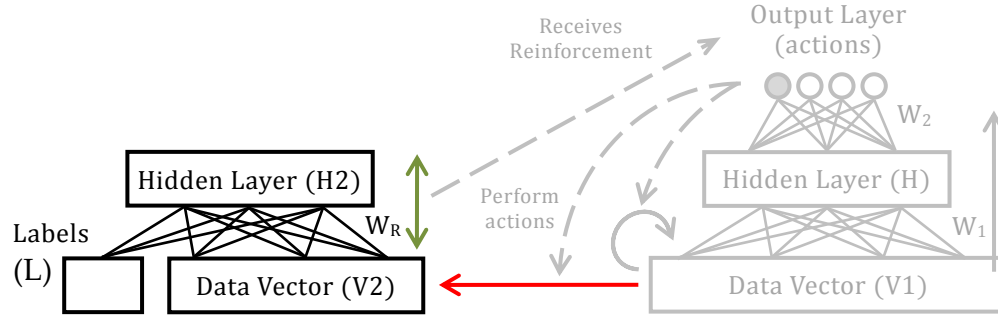 Receives
Reinforcement
Output Layer
(actions)
W2
Hidden Layer (H2)
Hidden Layer (H)
Perform
actions
Labels
(L)
WR
W1
Data Vector (V2)
Data Vector (V1)